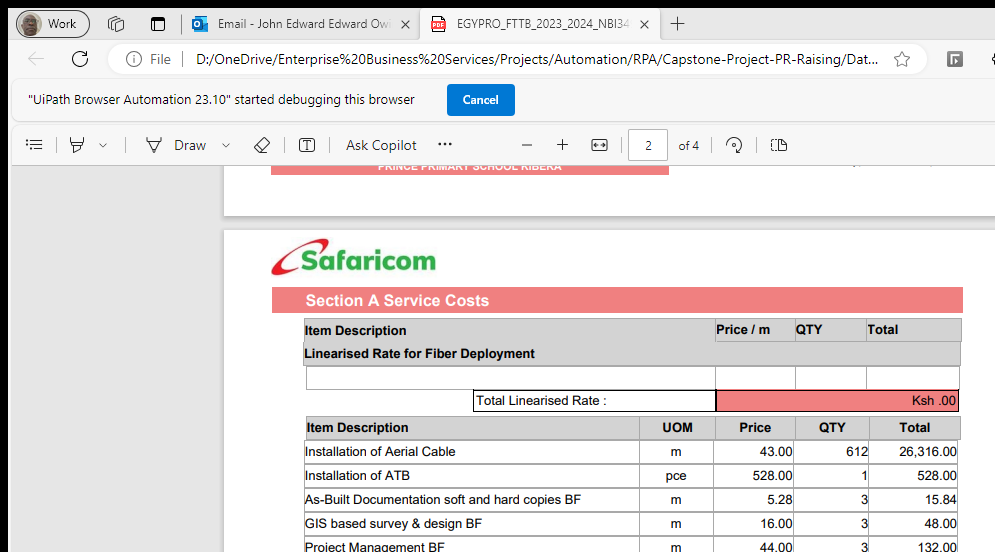 Work
Email - John Edward Edward Ow
EGYPRO_FTTB_2023_2024_NBI34
File
D:/OneDrive/Enterprise%20Business%20Services/Projects/Automation/RPA/Capstone-Project-PR-Raising/Dat...
"UiPath Browser Automation 23.10" started debugging this browser
Cancel
Draw
Ask Copilot
2
of 4
PRINCE PRIMARY SCHOOL KIBERA
Safaricom
Section A Service Costs
Item Description Price / m QTY Total
Linearised Rate for Fiber Deployment
Total Linearised Rate : Ksh .00
Item Description UOM Price QTY Total
Installation of Aerial Cable m 43.00 612 26,316.00
Installation of ATB pce 528.00 1 528.00
As-Built Documentation soft and hard copies BF m 5.28 3 15.84
GIS based survey & design BF m 16.00 3 48.00
Project Management BF m 44.00 3 132.00